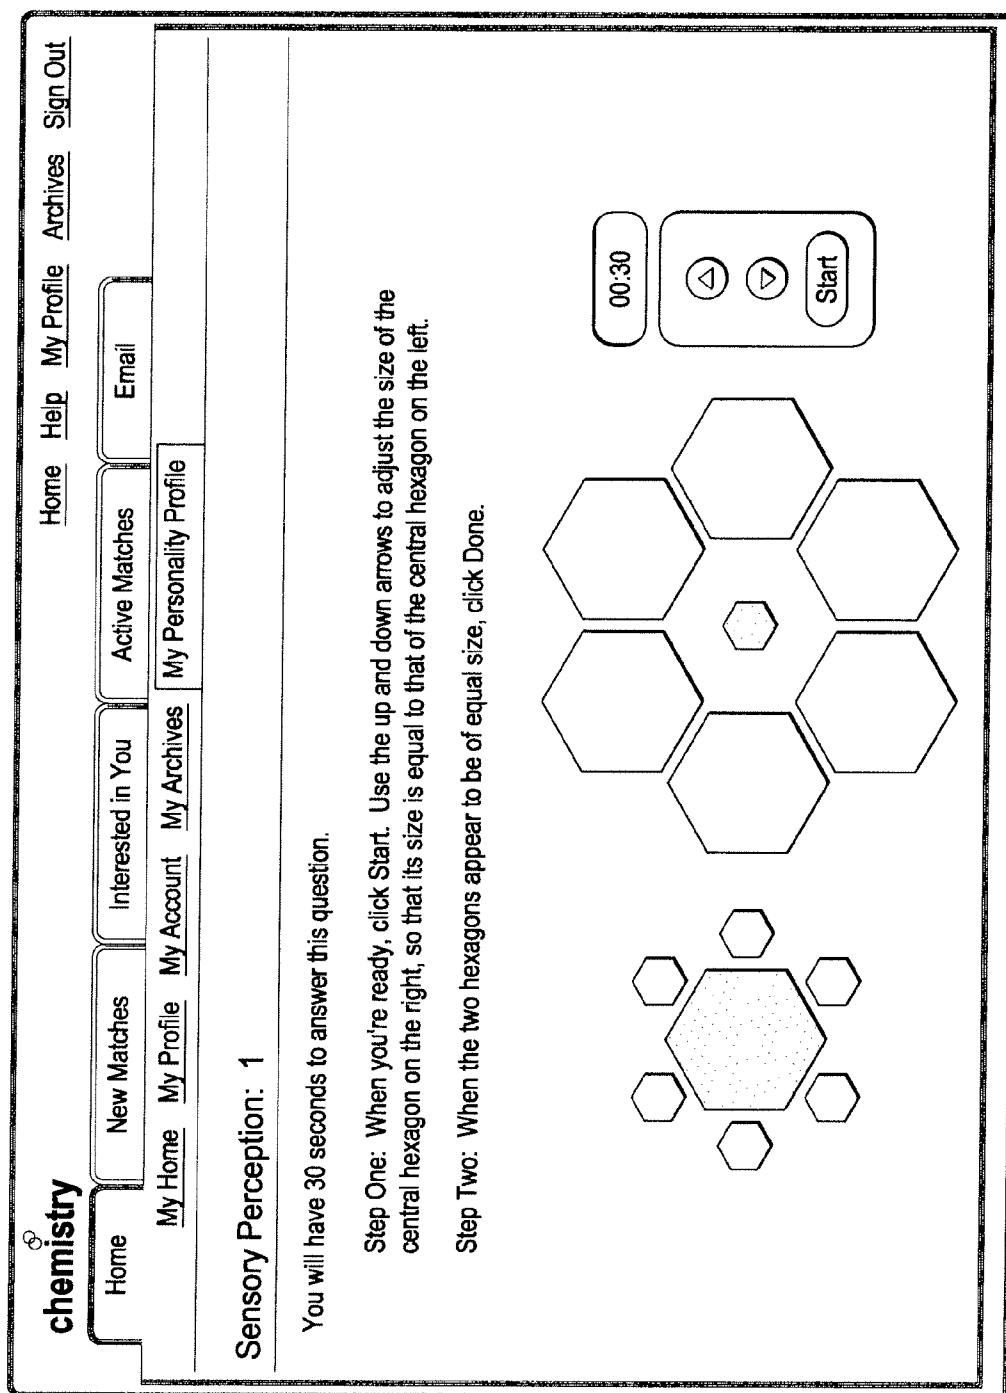 chemistry
Home Help My Profile Archives Sign Out
Home New Matches Interested in You Active Matches Email
My Home My Profile My Account My Archives My Personality Profile
Sensory Perception: 1
You will have 30 seconds to answer this question.
Step One: When you're ready, click Start. Use the up and down arrows to adjust the size of the
central hexagon on the right, so that its size is equal to that of the central hexagon on the left.
Step Two: When the two hexagons appear to be of equal size, click Done.
00:30
Start